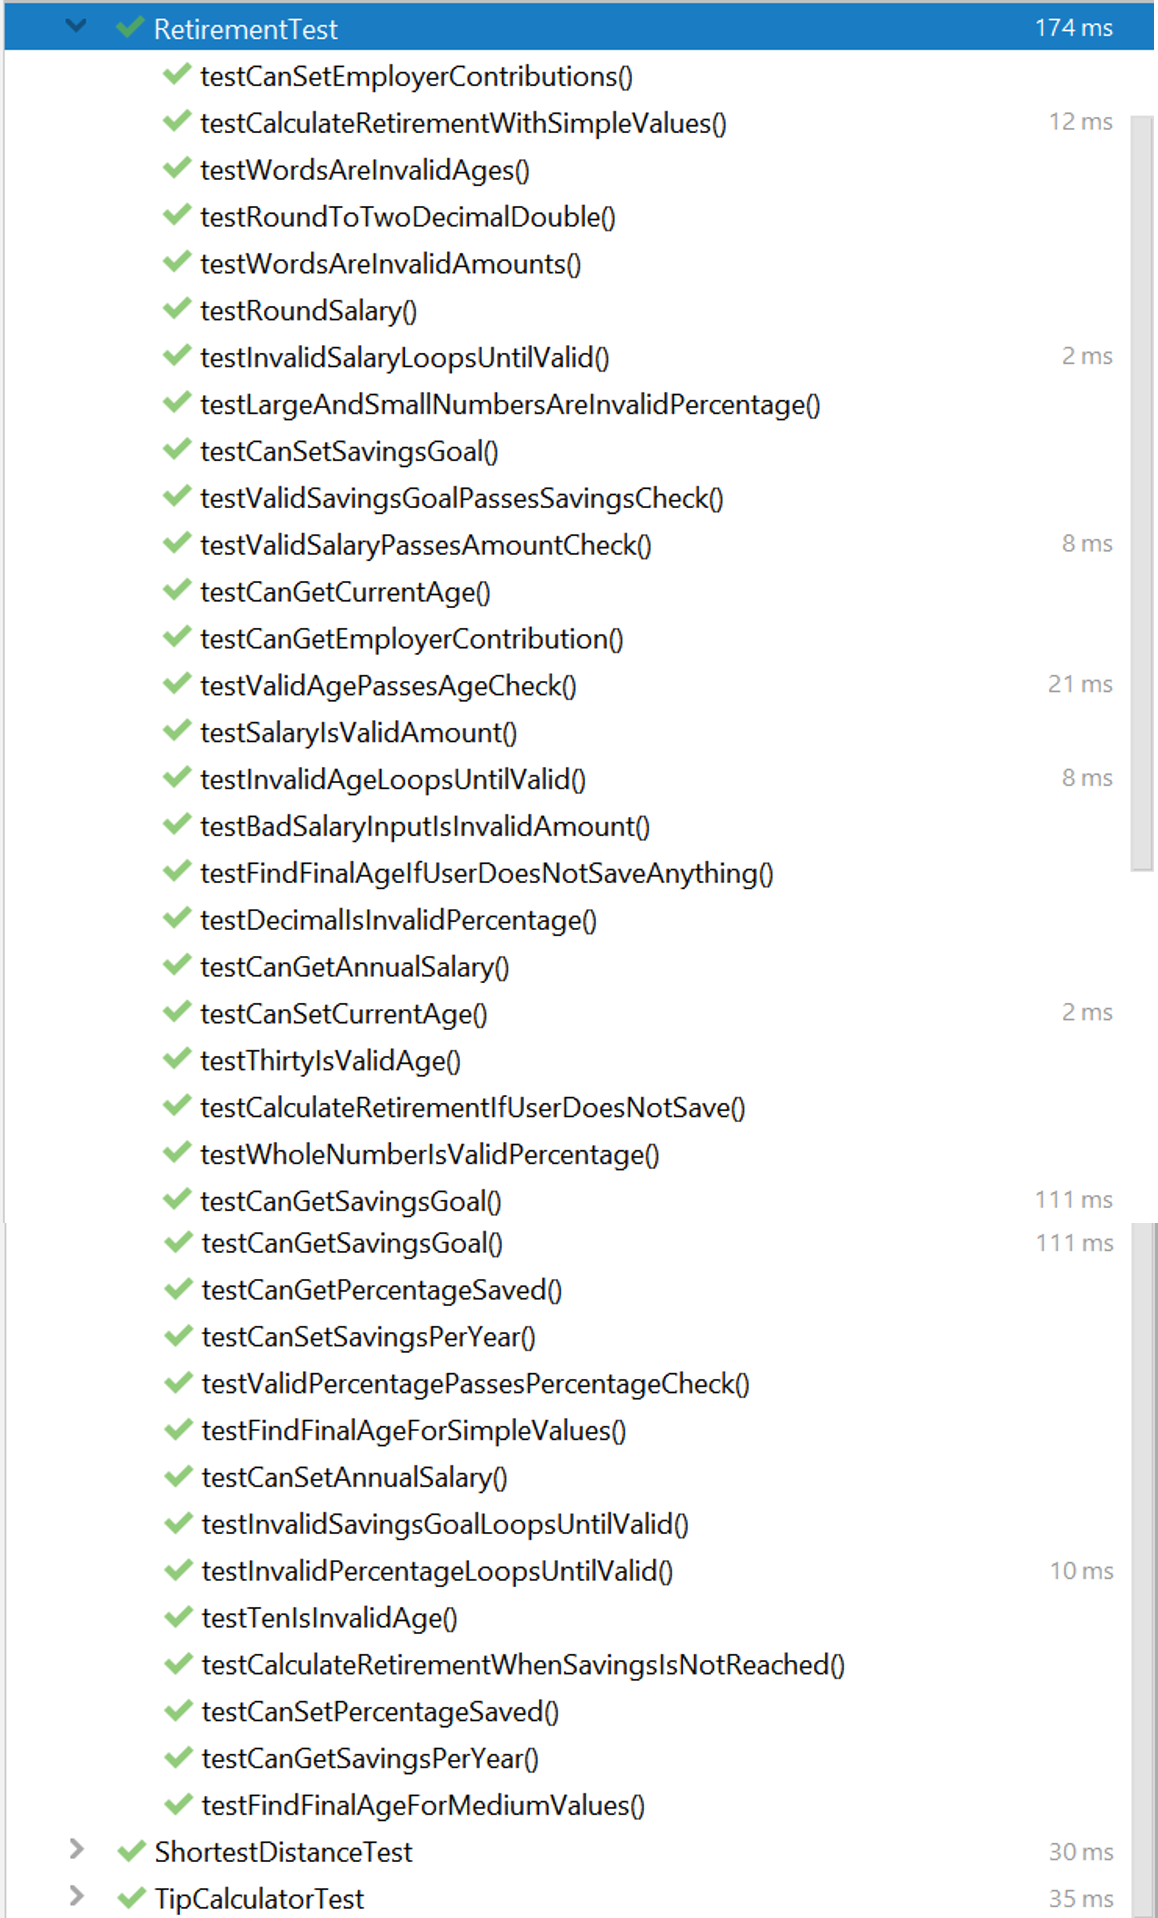 RetirementTest 174 ms
testCanSetEmployerContributions()
testCalculateRetirementWithSimpleValues() 12 ms
testWordsAreInvalidAges()
testRoundToTwoDecimalDouble()
testWordsAreInvalidAmounts()
testRoundSalary()
testInvalidSalaryLoopsUntilValid() 2 ms
testLargeAndSmallNumbersAreInvalidPercentage()
testCanSetSavingsGoal()
testValidSavingsGoalPassesSavingsCheck()
testValidSalaryPassesAmountCheck() 8 ms
testCanGetCurrentAge()
testCanGetEmployerContribution()
testValidAgePassesAgeCheck() 21 ms
testSalaryIsValidAmount()
testInvalidAgeLoopsUntilValid() 8 ms
testBadSalaryInputIsInvalidAmount()
testFindFinalAgeIfUserDoesNotSaveAnything()
testDecimalIsInvalidPercentage()
testCanGetAnnualSalary()
testCanSetCurrentAge() 2 ms
testThirtyIsValidAge()
testCalculateRetirementIfUserDoesNotSave()
testWholeNumberIsValidPercentage()
testCanGetSavingsGoal() 111 ms
testCanGetSavingsGoal() 111 ms
testCanGetPercentageSaved()
testCanSetSavingsPerYear()
testValidPercentagePassesPercentageCheck()
testFindFinalAgeForSimpleValues()
testCanSetAnnualSalary()
testInvalidSavingsGoalLoopsUntilValid()
testInvalidPercentageLoopsUntilValid() 10 ms
testTenIsInvalidAge()
testCalculateRetirementWhenSavingsIsNotReached()
testCanSetPercentageSaved()
testCanGetSavingsPerYear()
testFindFinalAgeForMediumValues()
ShortestDistanceTest 30 ms
TipCalculatorTest 35 ms